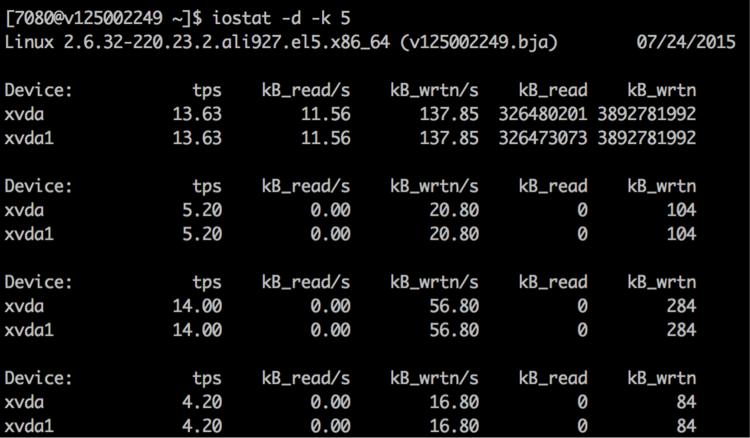 [7080@v125002249 ~]$ iostat -d -k 5
Linux 2.6.32-220.23.2.ali927.el5.x86_64 (v125002249.bja) 07/24/2015
Device: tps kB_read/s kB_wrtn/s kB_read kB_wrtn
xvda 13.63 11.56 137.85 326480201 3892781992
xvda1 13.63 11.56 137.85 326473073 3892781992
Device: tps kB_read/s kB_wrtn/s kB_read kB_wrtn
xvda 5.20 0.00 20.80 0 104
xvda1 5.20 0.00 20.80 0 104
Device: tps kB_read/s kB_wrtn/s kB_read kB_wrtn
xvda 14.00 0.00 56.80 0 284
xvda1 14.00 0.00 56.80 0 284
Device: tps kB_read/s kB_wrtn/s kB_read kB_wrtn
xvda 4.20 0.00 16.80 0 84
xvda1 4.20 0.00 16.80 0 84